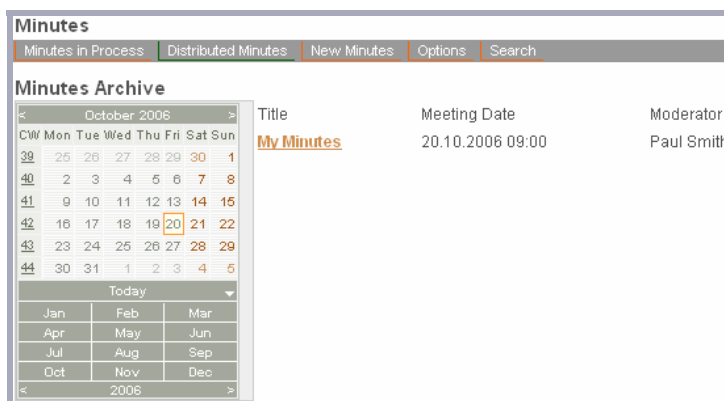 Minutes
Minutes in Process Distributed Minutes New Minutes Options Search
Minutes Archive
< October 2006 >
CW Mon Tue Wed Thu Fri Sat Sun
39 25 26 27 28 29 30 1
40 2 3 4 5 6 7 8
41 9 10 11 12 13 14 15
42 16 17 18 19 20 21 22
43 23 24 25 26 27 28 29
44 30 31 1 2 3 4 5
Today
Jan Feb Mar
Apr May Jun
Jul Aug Sep
Oct Nov Dec
< 2006 >
Title Meeting Date Moderator
My Minutes 20.10.2006 09:00 Paul Smith